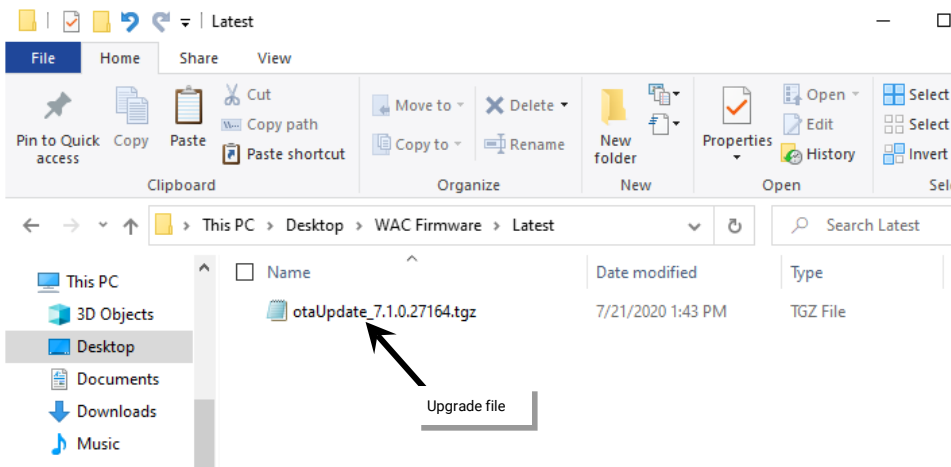 Latest
File Home Share View
Pin to Quick access
Copy
Paste
Cut
W... Copy path
Paste shortcut
Clipboard
Move to
Copy to
Delete
Rename
Organize
New folder
New
Properties
Open
Edit
History
Open
Select
Select
Invert
Sel
This PC > Desktop > WAC Firmware > Latest
Search Latest
This PC
3D Objects
Desktop
Documents
Downloads
Music
Name Date modified Type
otaUpdate_7.1.0.27164.tgz 7/21/2020 1:43 PM TGZ File
Upgrade file